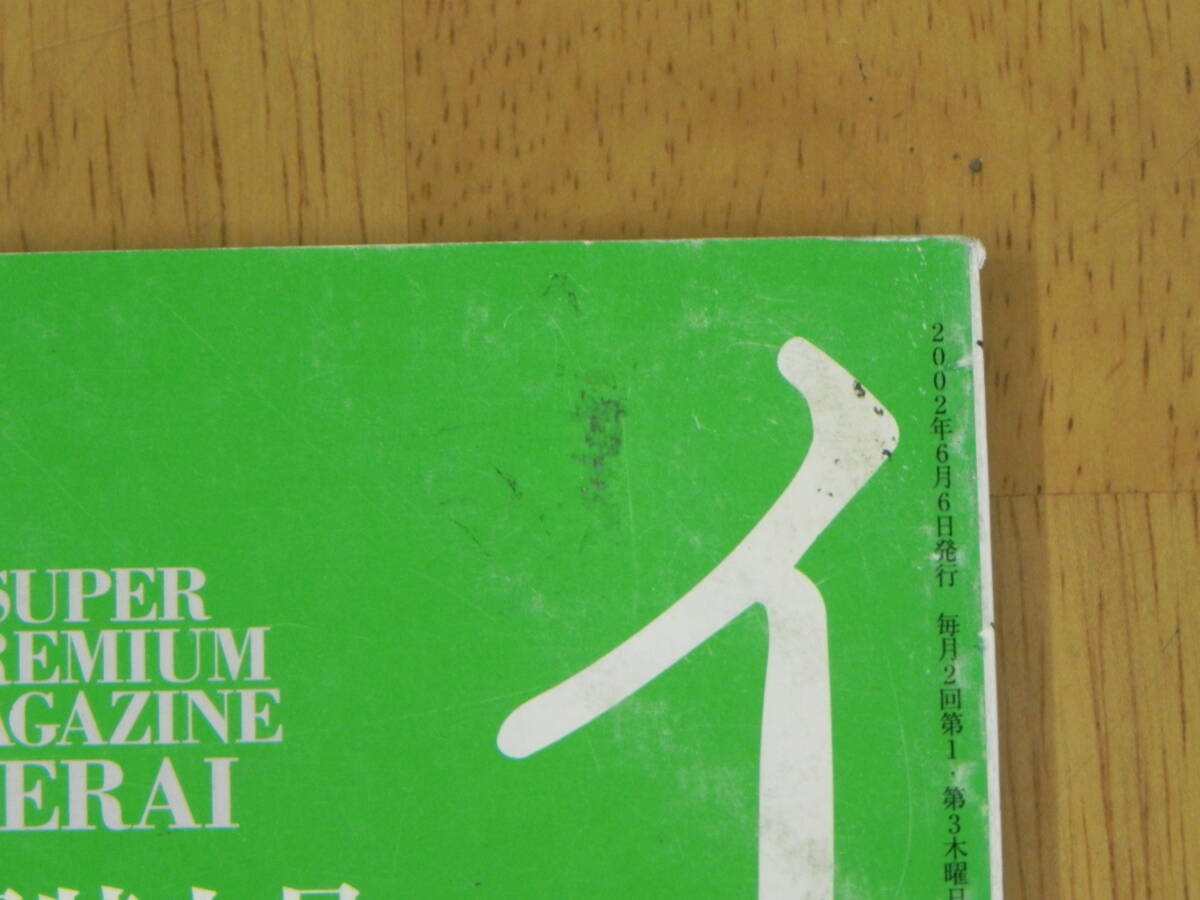 イ
2002年6月6日発行　毎月2回第1・第3木曜日
SUPER
REMIUM
AGAZINE
ERAI